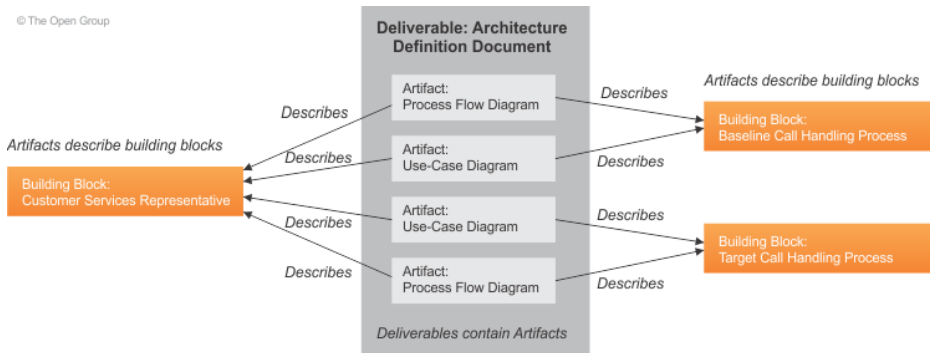 © The Open Group
Deliverable: Architecture
Definition Document
Artifacts describe building blocks
Building Block:
Customer Services Representative
Describes
Describes
Describes
Describes
Artifact:
Process Flow Diagram
Artifact:
Use-Case Diagram
Artifact:
Use-Case Diagram
Artifact:
Process Flow Diagram
Deliverables contain Artifacts
Describes
Describes
Describes
Describes
Artifacts describe building blocks
Building Block:
Baseline Call Handling Process
Building Block:
Target Call Handling Process